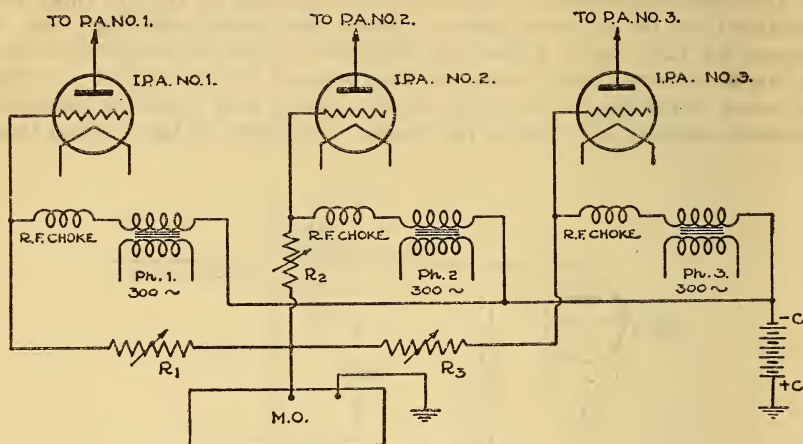 TO P.A. NO. 1.
TO P.A. NO. 2.
TO P.A. NO. 3.
I.P.A. NO. 1.
I.P.A. NO. 2.
I.P.A. NO. 3.
R.F. CHOKE
R.F. CHOKE
R.F. CHOKE
Ph. 1.
300 ~
R2
Ph. 2
300 ~
Ph. 3.
300 ~
-C
R1
R3
+C
M.O.